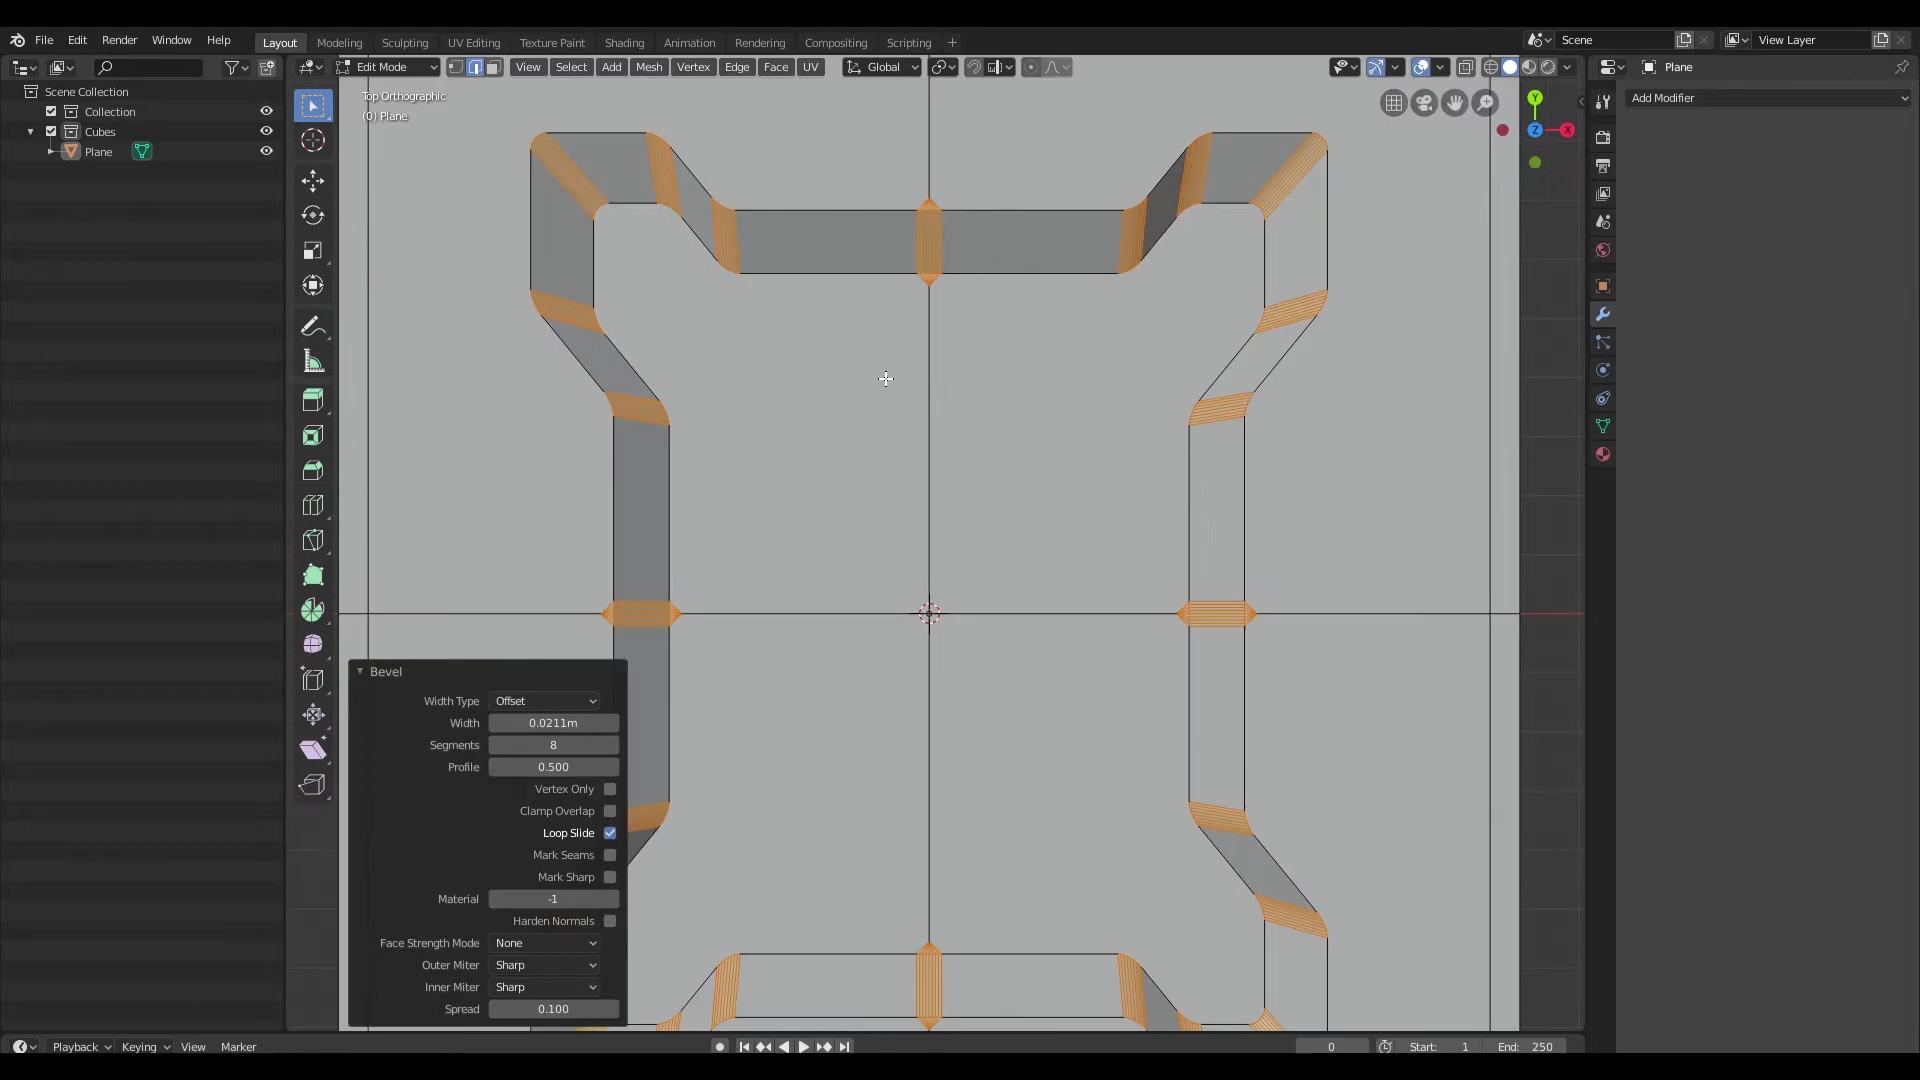 File Edit Render Window Help
Layout Modeling Sculpting UV Editing Texture Paint Shading Animation Rendering Compositing Scripting +
Scene
View Layer
Edit Mode
View Select Add Mesh Vertex Edge Face UV
Global
Plane
Scene Collection
Collection
Cubes
Plane
Top Orthographic
(0) Plane
Y
Z
X
Add Modifier
Bevel
Width Type Offset
Width 0.0211m
Segments 8
Profile 0.500
Vertex Only
Clamp Overlap
Loop Slide
Mark Seams
Mark Sharp
Material -1
Harden Normals
Face Strength Mode None
Outer Miter Sharp
Inner Miter Sharp
Spread 0.100
Playback Keying View Marker
0
Start: 1
End: 250